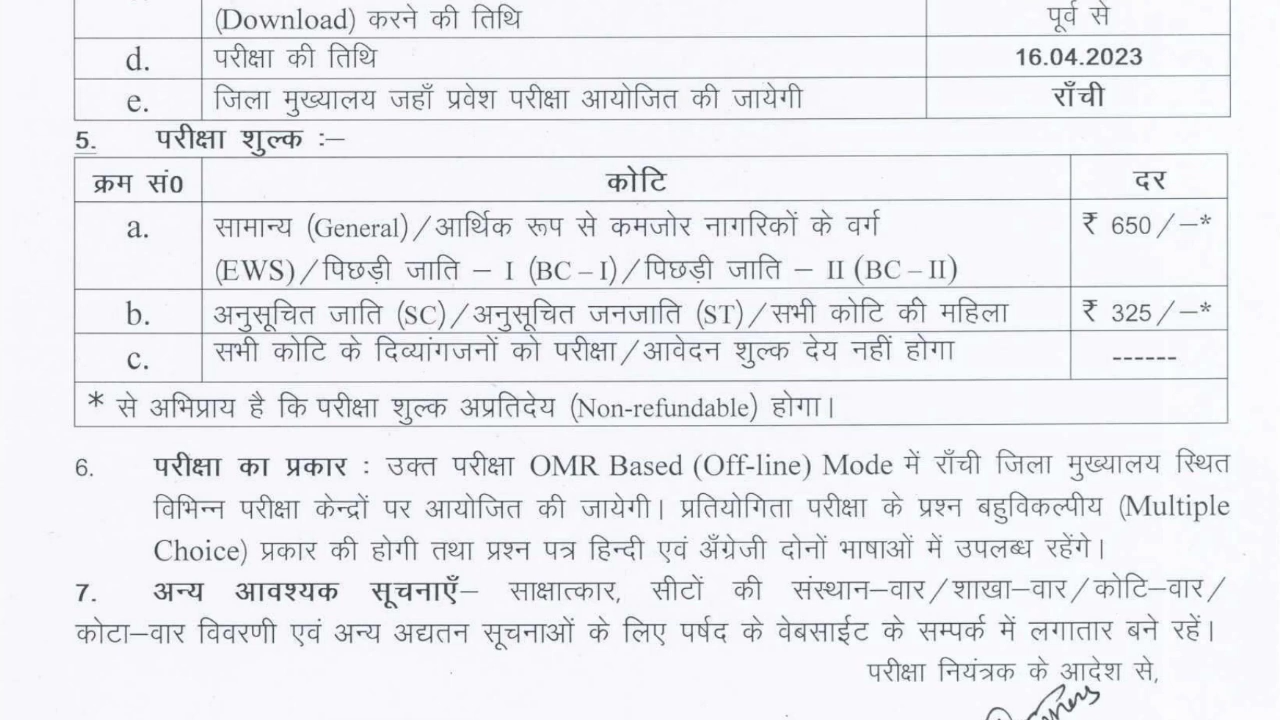 (Download) करने की तिथि
पूर्व से
d. परीक्षा की तिथि 16.04.2023
e. जिला मुख्यालय जहाँ प्रवेश परीक्षा आयोजित की जायेगी राँची
5. परीक्षा शुल्क :–
क्रम सं0 कोटि दर
a. सामान्य (General)/आर्थिक रूप से कमजोर नागरिकों के वर्ग ₹ 650/–*
(EWS)/पिछड़ी जाति – I (BC – I)/पिछड़ी जाति – II (BC – II)
b. अनुसूचित जाति (SC)/अनुसूचित जनजाति (ST)/सभी कोटि की महिला ₹ 325/–*
c. सभी कोटि के दिव्यांगजनों को परीक्षा/आवेदन शुल्क देय नहीं होगा ------
* से अभिप्राय है कि परीक्षा शुल्क अप्रतिदेय (Non-refundable) होगा।
6. परीक्षा का प्रकार : उक्त परीक्षा OMR Based (Off-line) Mode में राँची जिला मुख्यालय स्थित
विभिन्न परीक्षा केन्द्रों पर आयोजित की जायेगी। प्रतियोगिता परीक्षा के प्रश्न बहुविकल्पीय (Multiple
Choice) प्रकार की होगी तथा प्रश्न पत्र हिन्दी एवं अँग्रेजी दोनों भाषाओं में उपलब्ध रहेंगे।
7. अन्य आवश्यक सूचनाएँ– साक्षात्कार, सीटों की संस्थान–वार/शाखा–वार/कोटि–वार/
कोटा–वार विवरणी एवं अन्य अद्यतन सूचनाओं के लिए पर्षद के वेबसाईट के सम्पर्क में लगातार बने रहें।
परीक्षा नियंत्रक के आदेश से,